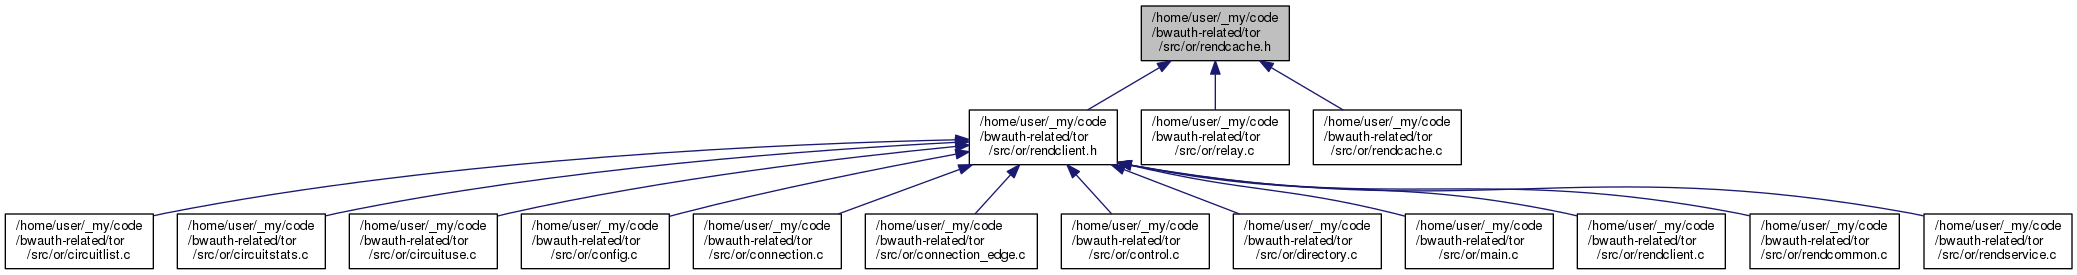 /home/user/_my/code
/bwauth-related/tor
/src/or/rendcache.h
/home/user/_my/code
/bwauth-related/tor
/src/or/rendclient.h
/home/user/_my/code
/bwauth-related/tor
/src/or/relay.c
/home/user/_my/code
/bwauth-related/tor
/src/or/rendcache.c
/home/user/_my/code
/bwauth-related/tor
/src/or/circuitlist.c
/home/user/_my/code
/bwauth-related/tor
/src/or/circuitstats.c
/home/user/_my/code
/bwauth-related/tor
/src/or/circuituse.c
/home/user/_my/code
/bwauth-related/tor
/src/or/config.c
/home/user/_my/code
/bwauth-related/tor
/src/or/connection.c
/home/user/_my/code
/bwauth-related/tor
/src/or/connection_edge.c
/home/user/_my/code
/bwauth-related/tor
/src/or/control.c
/home/user/_my/code
/bwauth-related/tor
/src/or/directory.c
/home/user/_my/code
/bwauth-related/tor
/src/or/main.c
/home/user/_my/code
/bwauth-related/tor
/src/or/rendclient.c
/home/user/_my/code
/bwauth-related/tor
/src/or/rendcommon.c
/home/user/_my/code
/bwauth-related/tor
/src/or/rendservice.c